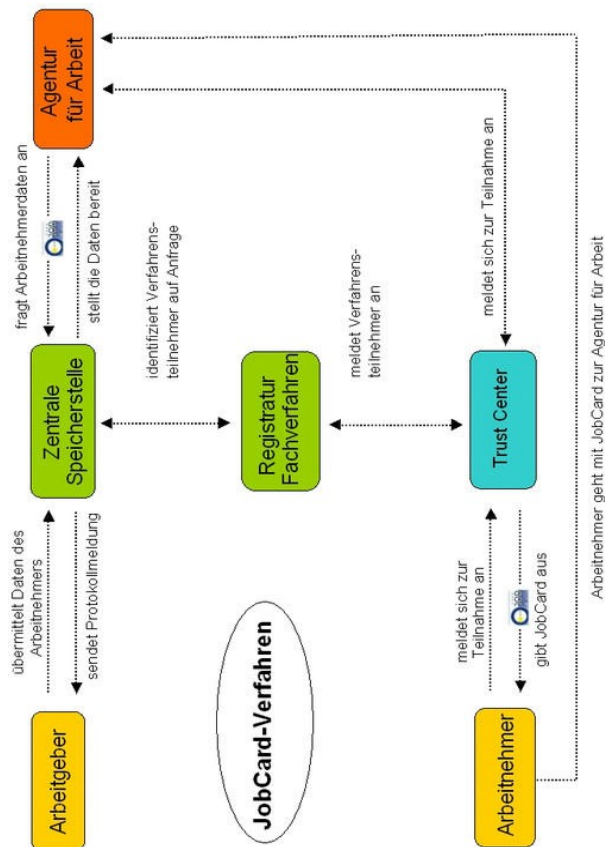 Arbeitgeber
übermittelt Daten des
Arbeitnehmers
sendet Protokollmeldung
Zentrale
Speicherstelle
fragt Arbeitnehmerdaten an
stellt die Daten bereit
Agentur
für Arbeit
identifiziert Verfahrens-
teilnehmer auf Anfrage
JobCard-Verfahren
Registratur
Fachverfahren
meldet Verfahrens-
teilnehmer an
meldet sich zur Teilnahme an
Arbeitnehmer
meldet sich zur
Teilnahme an
gibt JobCard aus
Trust Center
Arbeitnehmer geht mit JobCard zur Agentur für Arbeit